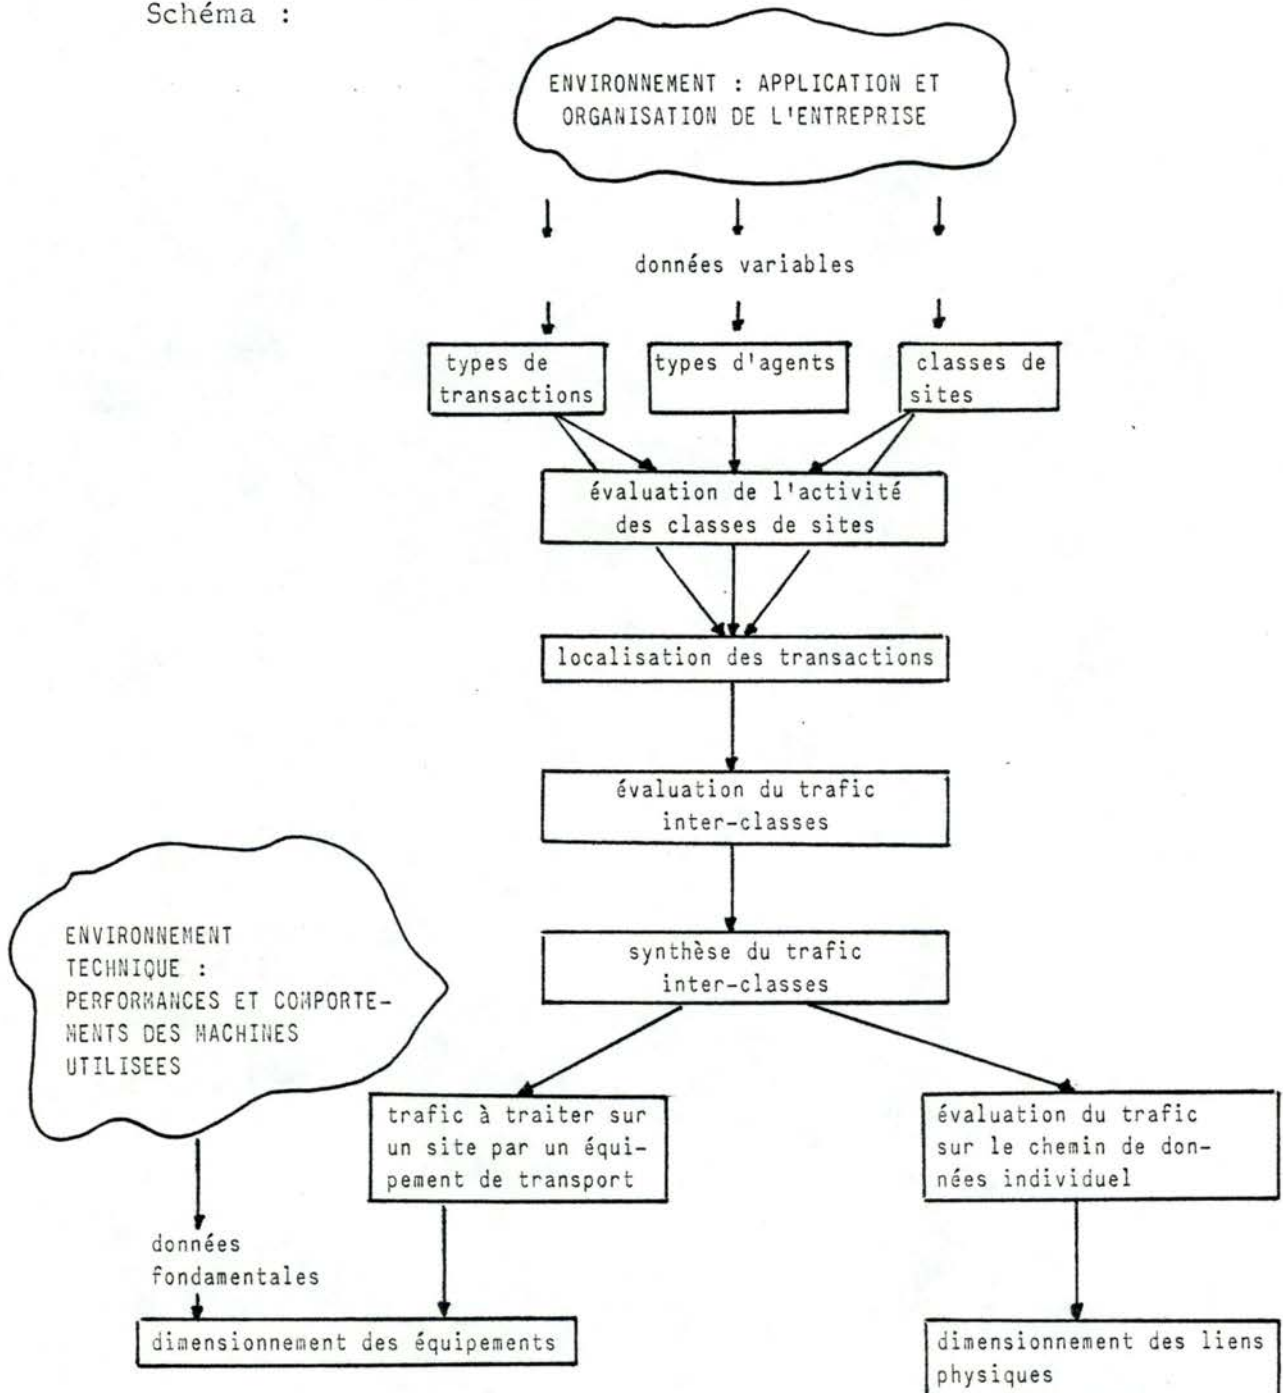 Schéma :
ENVIRONNEMENT : APPLICATION ET
ORGANISATION DE L'ENTREPRISE
données variables
types de
transactions
types d'agents
classes de
sites
évaluation de l'activité
des classes de sites
localisation des transactions
évaluation du trafic
inter-classes
synthèse du trafic
inter-classes
ENVIRONNEMENT
TECHNIQUE :
PERFORMANCES ET COMPORTE-
MENTS DES MACHINES
UTILISEES
trafic à traiter sur
un site par un équi-
pement de transport
évaluation du trafic
sur le chemin de don-
nées individuel
données
fondamentales
dimensionnement des équipements
dimensionnement des liens
physiques